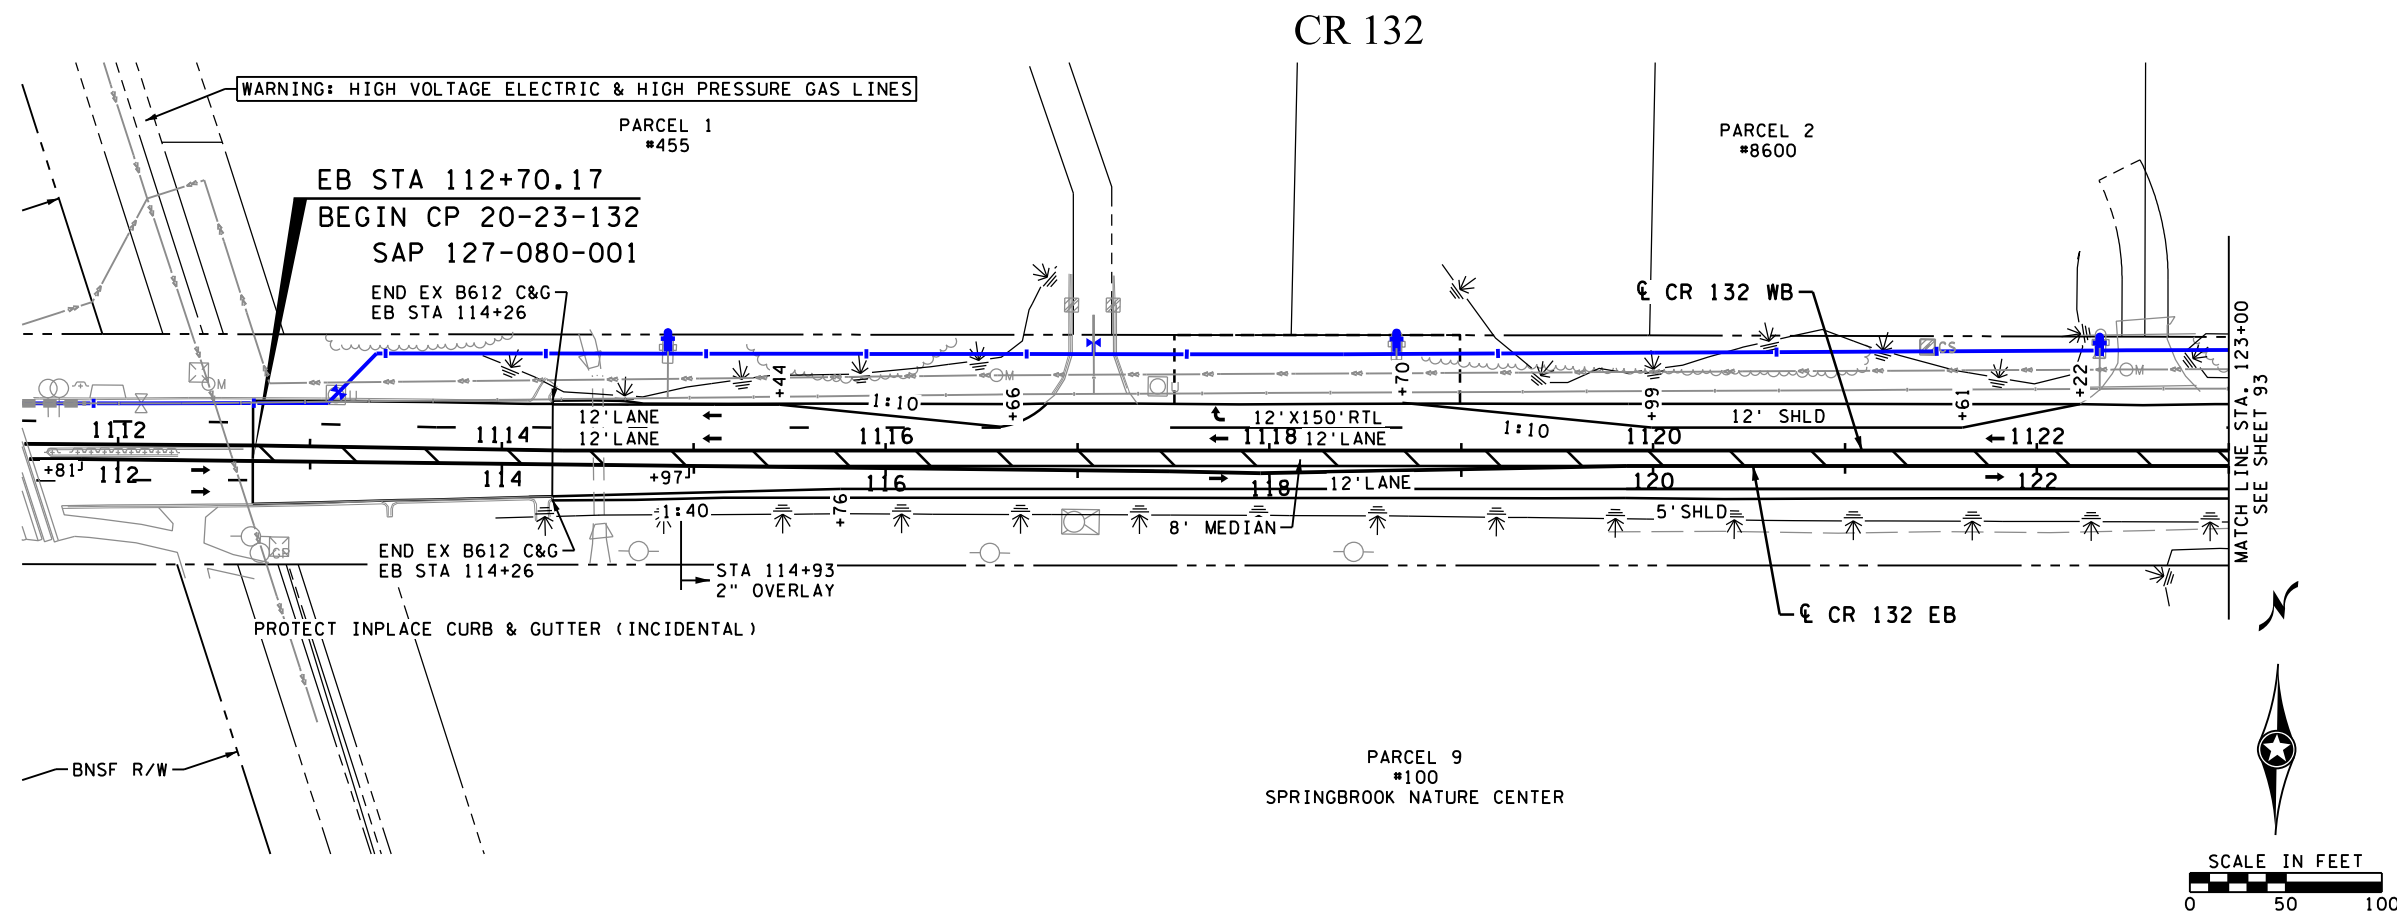 CR 132
WARNING: HIGH VOLTAGE ELECTRIC & HIGH PRESSURE GAS LINES
PARCEL 1
#455
PARCEL 2
#8600
EB STA 112+70.17
BEGIN CP 20-23-132
SAP 127-080-001
END EX B612 C&G
EB STA 114+26
℄ CR 132 WB
M
M
CS
M
U
U
+44
+66
+70
+99
+61
+22
1:10
12'LANE
12'LANE
12'X150'RTL
12'LANE
1:10
12' SHLD
1112
1114
1116
1118
1120
1122
+81
112
114
+97
116
118
120
122
12'LANE
+76
1:40
8' MEDIAN
5'SHLD
MATCH LINE STA. 123+00
SEE SHEET 93
CP
END EX B612 C&G
EB STA 114+26
STA 114+93
2" OVERLAY
℄ CR 132 EB
PROTECT INPLACE CURB & GUTTER (INCIDENTAL)
BNSF R/W
PARCEL 9
#100
SPRINGBROOK NATURE CENTER
N
SCALE IN FEET
0 50 100